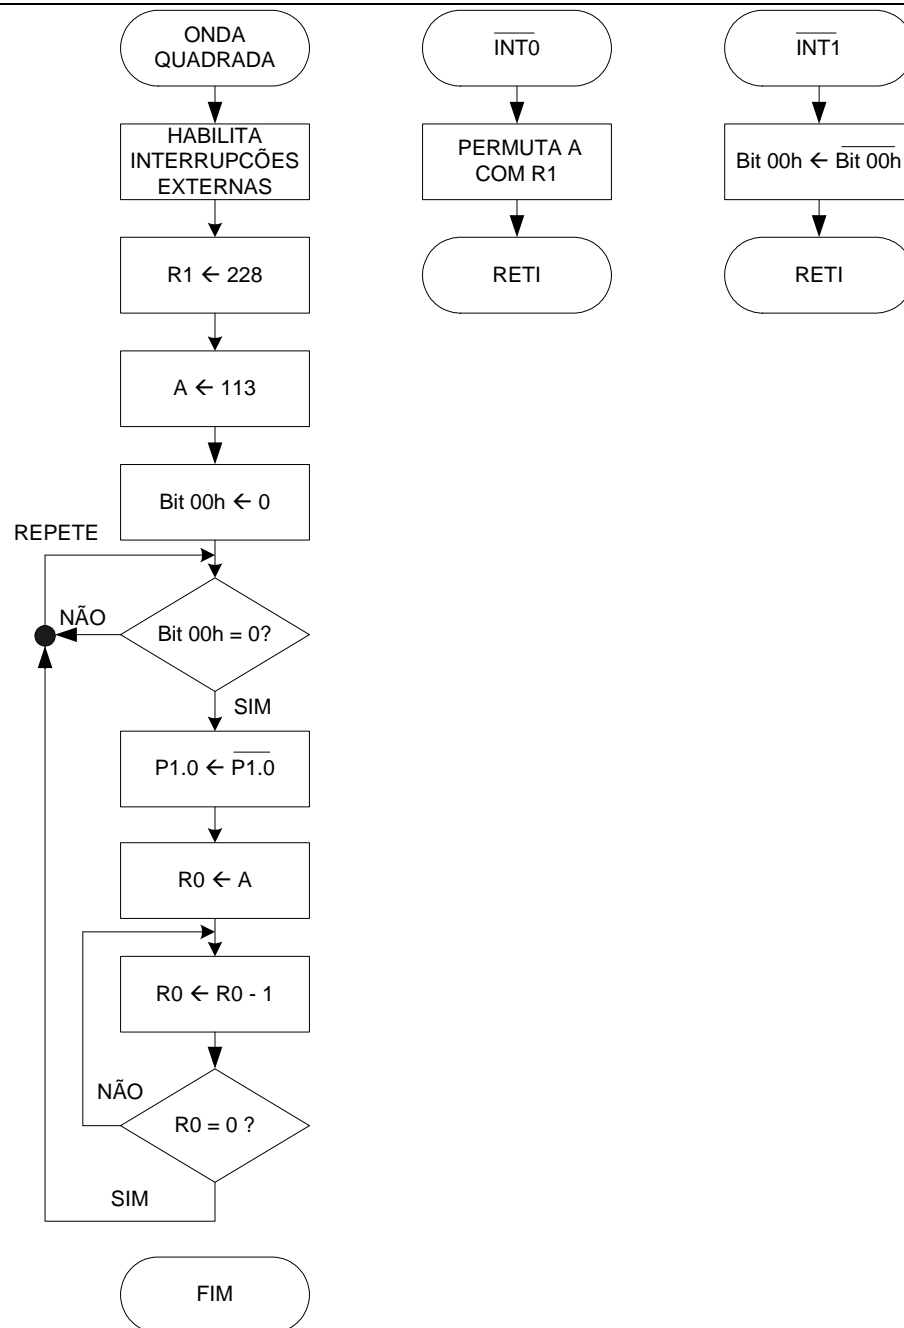 ONDA
QUADRADA
HABILITA
INTERRUPCÕES
EXTERNAS
R1 ← 228
A ← 113
Bit 00h ← 0
REPETE
NÃO
Bit 00h = 0?
SIM
P1.0 ← P1.0
R0 ← A
R0 ← R0 - 1
NÃO
R0 = 0 ?
SIM
FIM
INT0
PERMUTA A
COM R1
RETI
INT1
Bit 00h ← Bit 00h
RETI